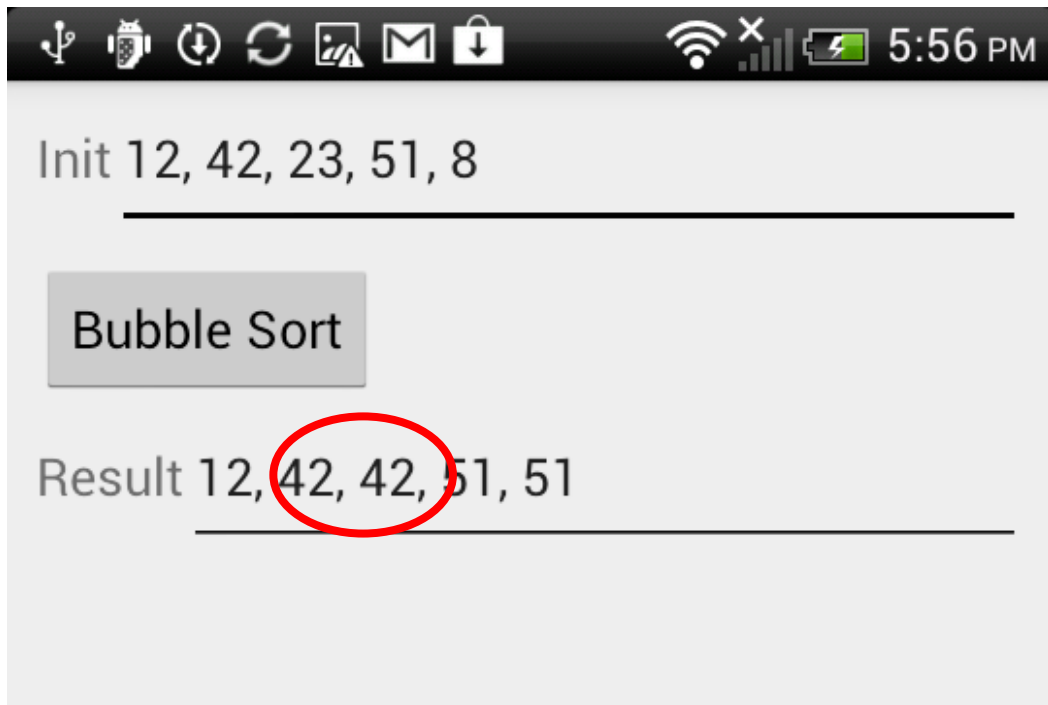 5:56 PM
Init 12, 42, 23, 51, 8
Bubble Sort
Result 12, 42, 42, 51, 51